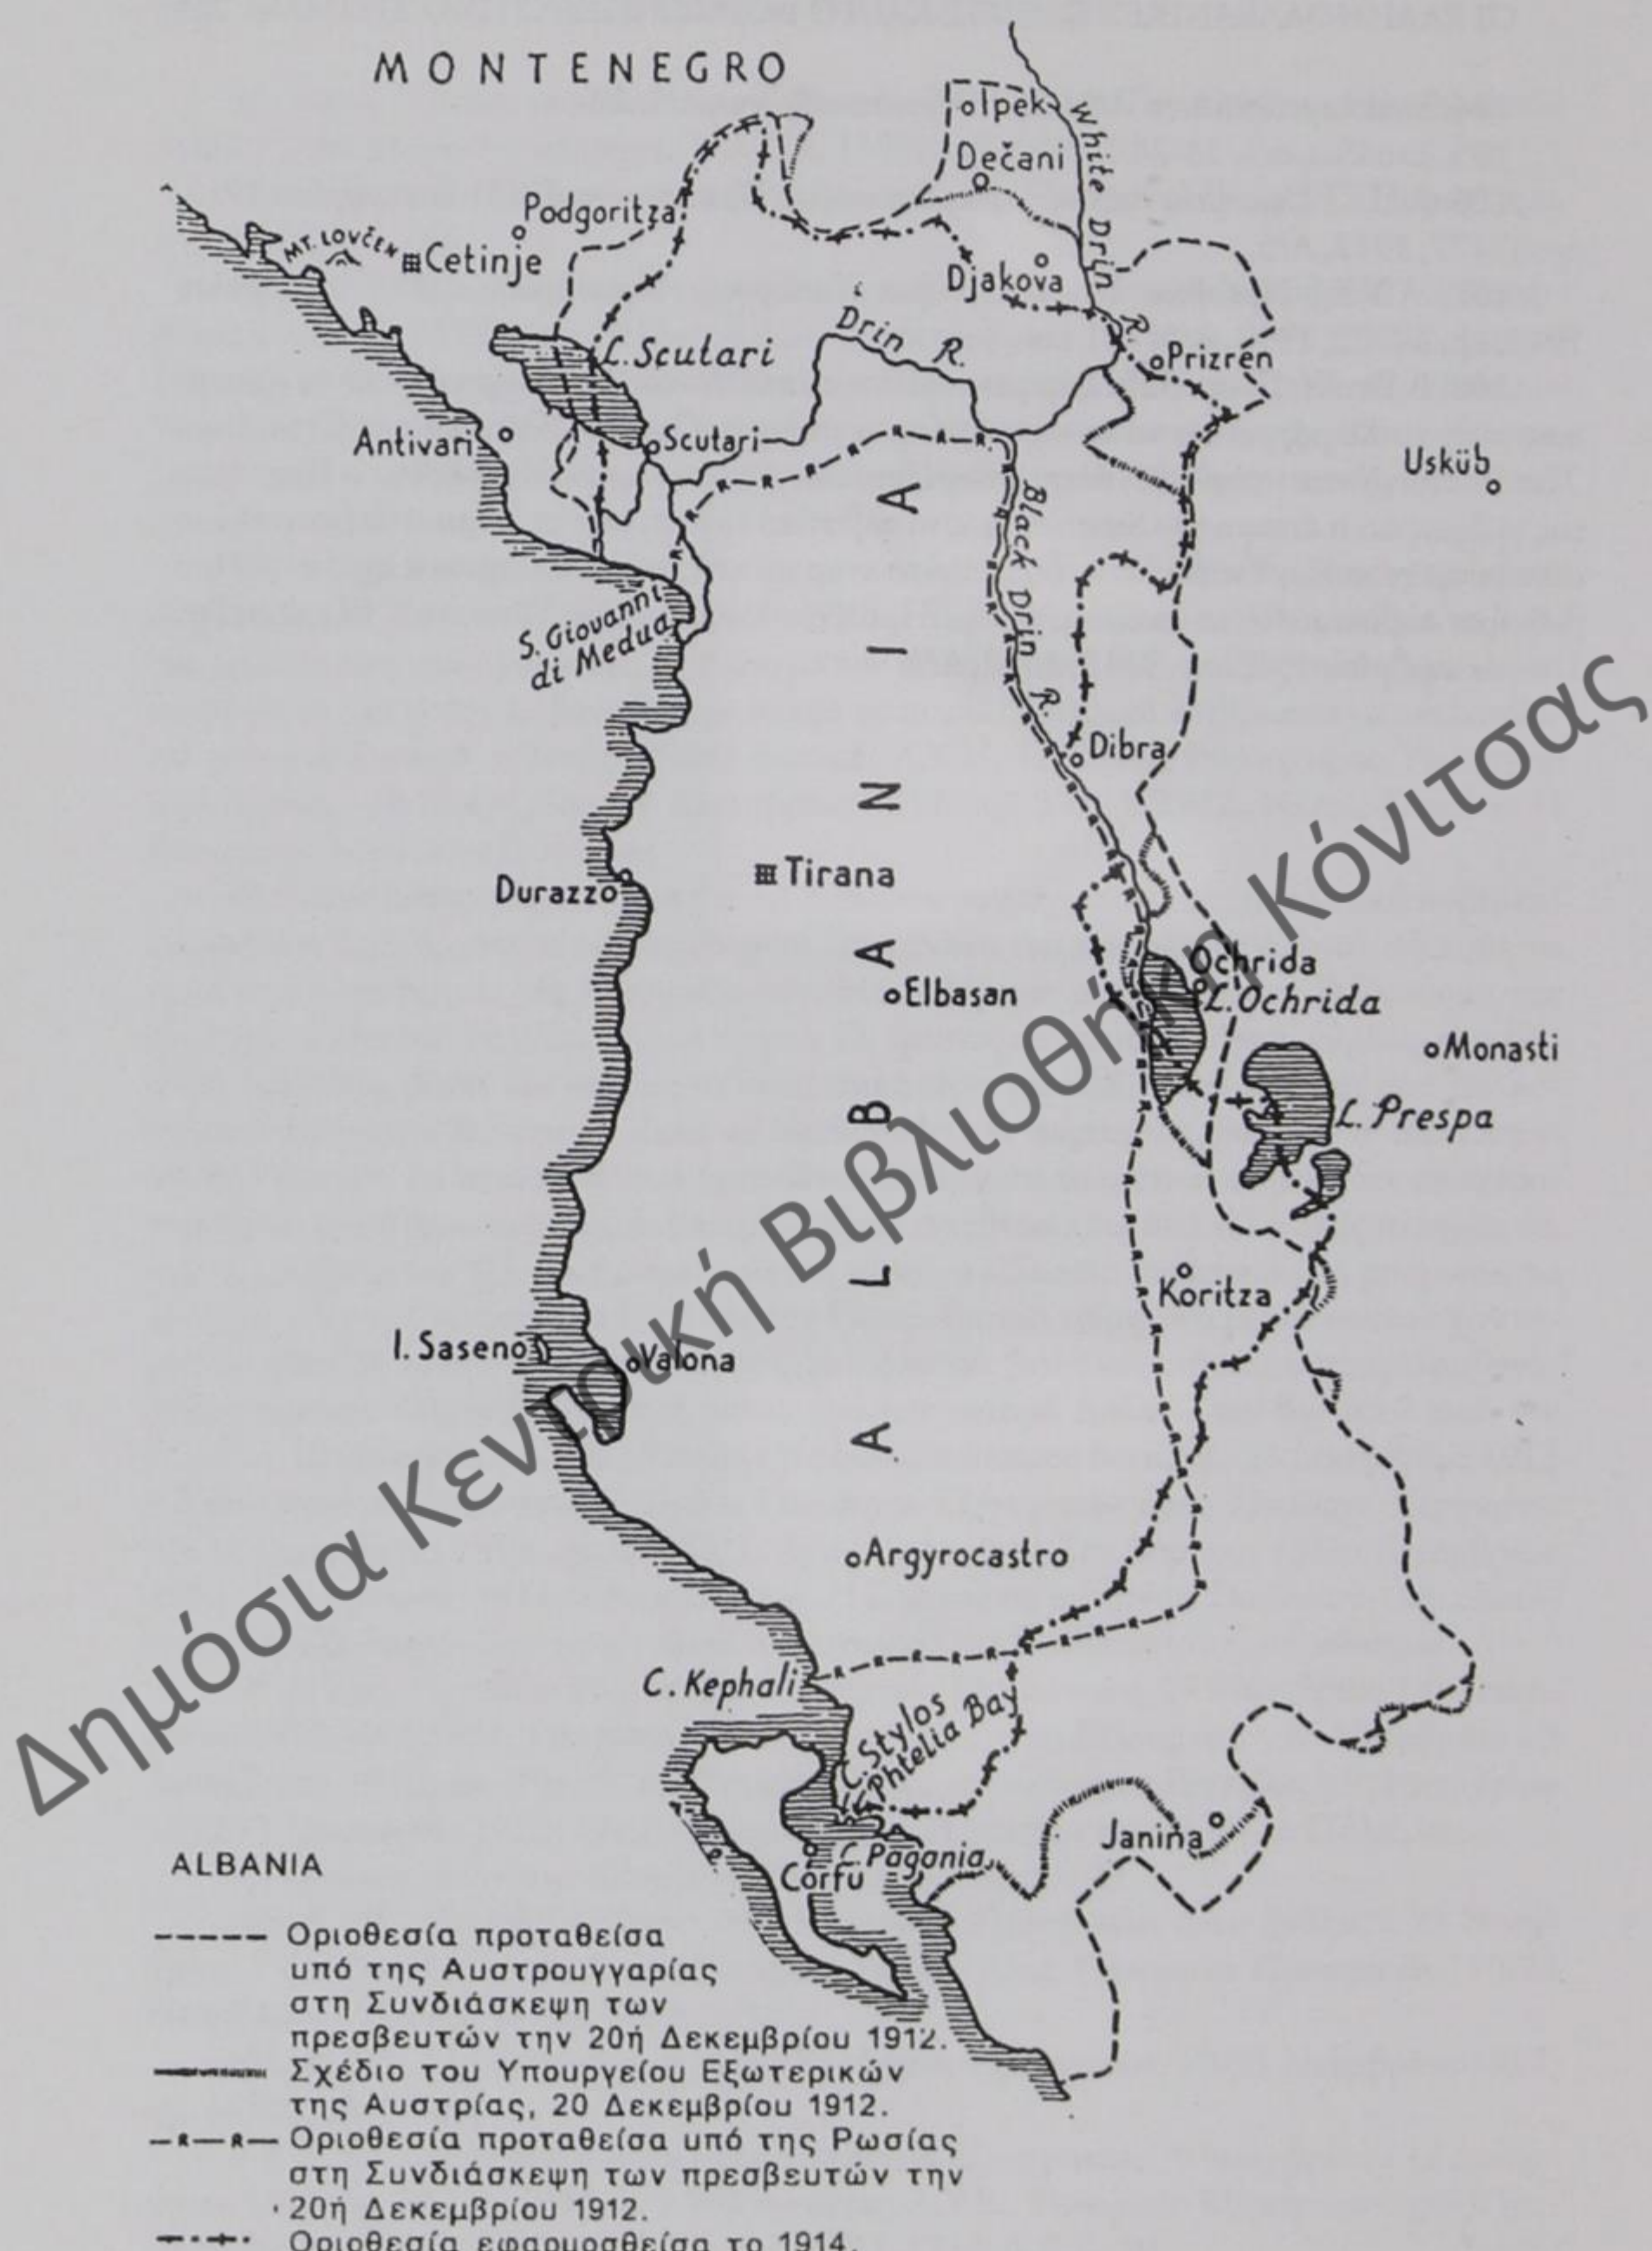 MONTENEGRO
Ipek
White Drin R.
Dečani
Podgoritza
MT. LOVČEN
Cetinje
Djakova
Drin R.
L. Scutari
Prizren
Antivari
Scutari
Usküb
Black Drin R.
S. Giovanni
di Medua
Dibra
ALBANIA
Tirana
Durazzo
Ochrida
Elbasan
L. Ochrida
Monasti
L. Prespa
Koritza
I. Saseno
Valona
Argyrocastro
C. Kephali
C. Stylos
Phtelia Bay
Janina
C. Pagania
Corfu
Δημόσια Κεντρική Βιβλιοθήκη Κόνιτσας
ALBANIA
Οριοθεσία προταθείσα
υπό της Αυστρουγγαρίας
στη Συνδιάσκεψη των
πρεσβευτών την 20ή Δεκεμβρίου 1912.
Σχέδιο του Υπουργείου Εξωτερικών
της Αυστρίας, 20 Δεκεμβρίου 1912.
Οριοθεσία προταθείσα υπό της Ρωσίας
στη Συνδιάσκεψη των πρεσβευτών την
20ή Δεκεμβρίου 1912.
Οριοθεσία εφαρμοσθείσα το 1914.